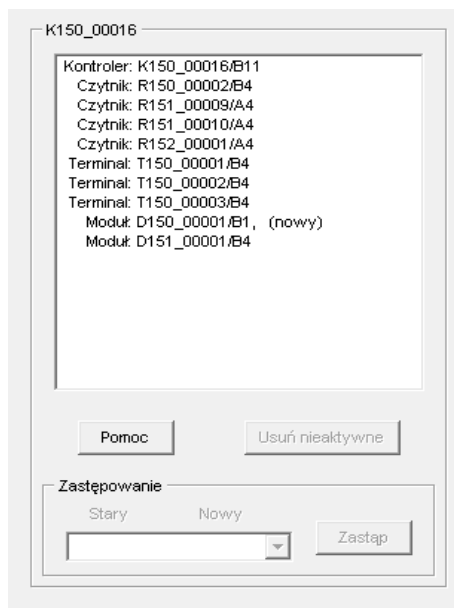 K150_00016
Kontroler: K150_00016/B11
Czytnik: R150_00002/B4
Czytnik: R151_00009/A4
Czytnik: R151_00010/A4
Czytnik: R152_00001/A4
Terminal: T150_00001/B4
Terminal: T150_00002/B4
Terminal: T150_00003/B4
Moduł: D150_00001/B1, (nowy)
Moduł: D151_00001/B4
Pomoc Usuń nieaktywne
Zastępowanie
Stary Nowy
Zastąp